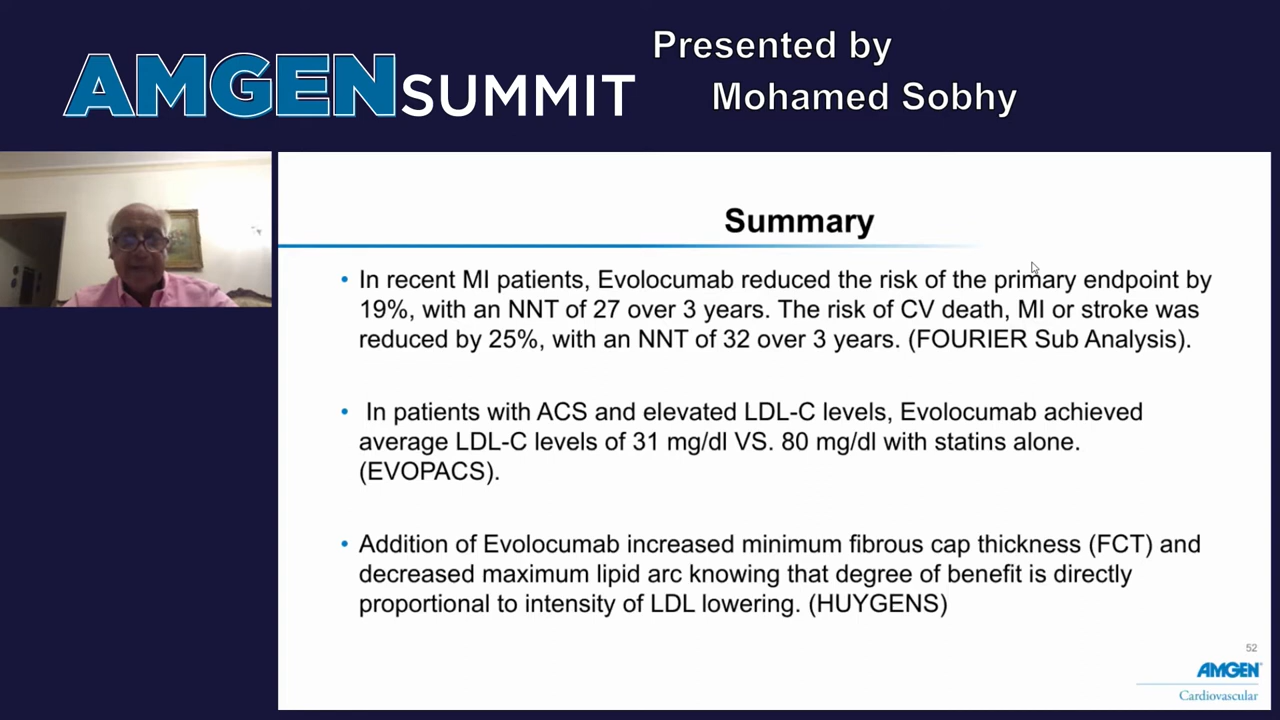 AMGEN SUMMIT
Presented by
Mohamed Sobhy
Summary
• In recent MI patients, Evolocumab reduced the risk of the primary endpoint by
19%, with an NNT of 27 over 3 years. The risk of CV death, MI or stroke was
reduced by 25%, with an NNT of 32 over 3 years. (FOURIER Sub Analysis).
• In patients with ACS and elevated LDL-C levels, Evolocumab achieved
average LDL-C levels of 31 mg/dl VS. 80 mg/dl with statins alone.
(EVOPACS).
• Addition of Evolocumab increased minimum fibrous cap thickness (FCT) and
decreased maximum lipid arc knowing that degree of benefit is directly
proportional to intensity of LDL lowering. (HUYGENS)
52
AMGEN
Cardiovascular